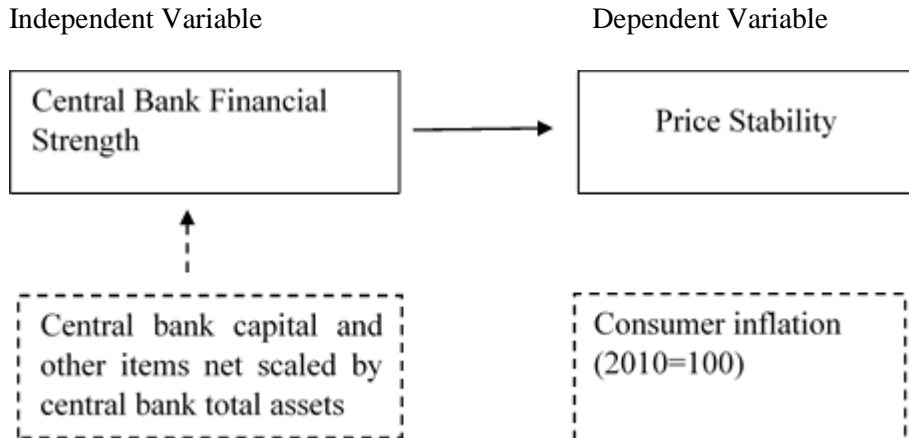 Independent Variable
Dependent Variable
Central Bank Financial
Strength
Price Stability
Central bank capital and
other items net scaled by
central bank total assets
Consumer inflation
(2010=100)